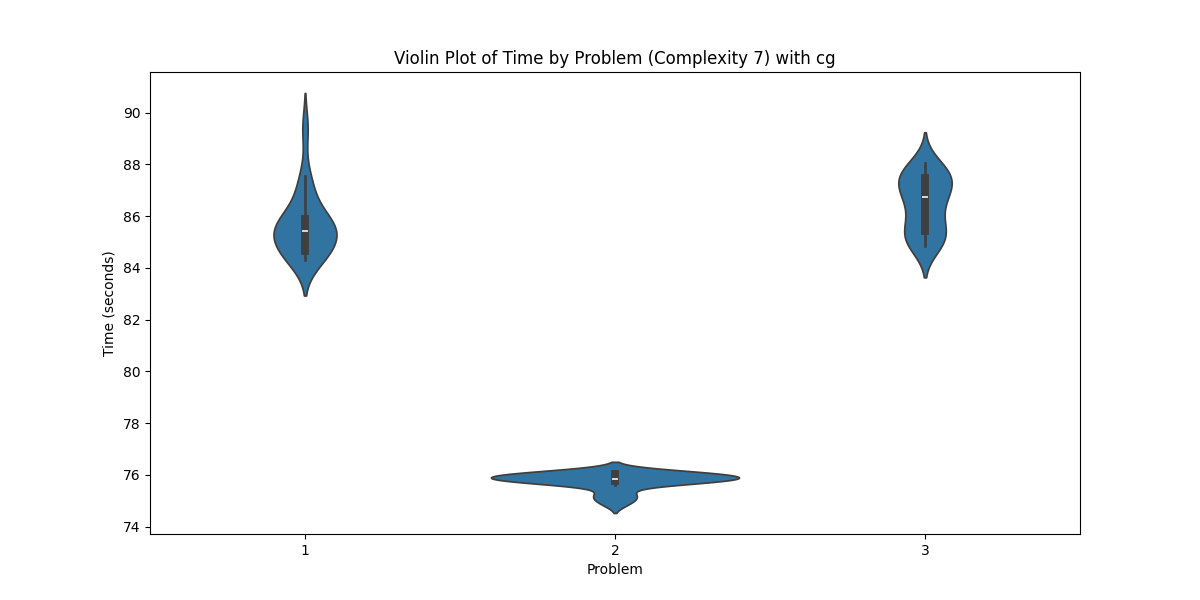 Violin Plot of Time by Problem (Complexity 7) with cg
90
88
86
84
82
80
78
76
74
Time (seconds)
1 2 3
Problem